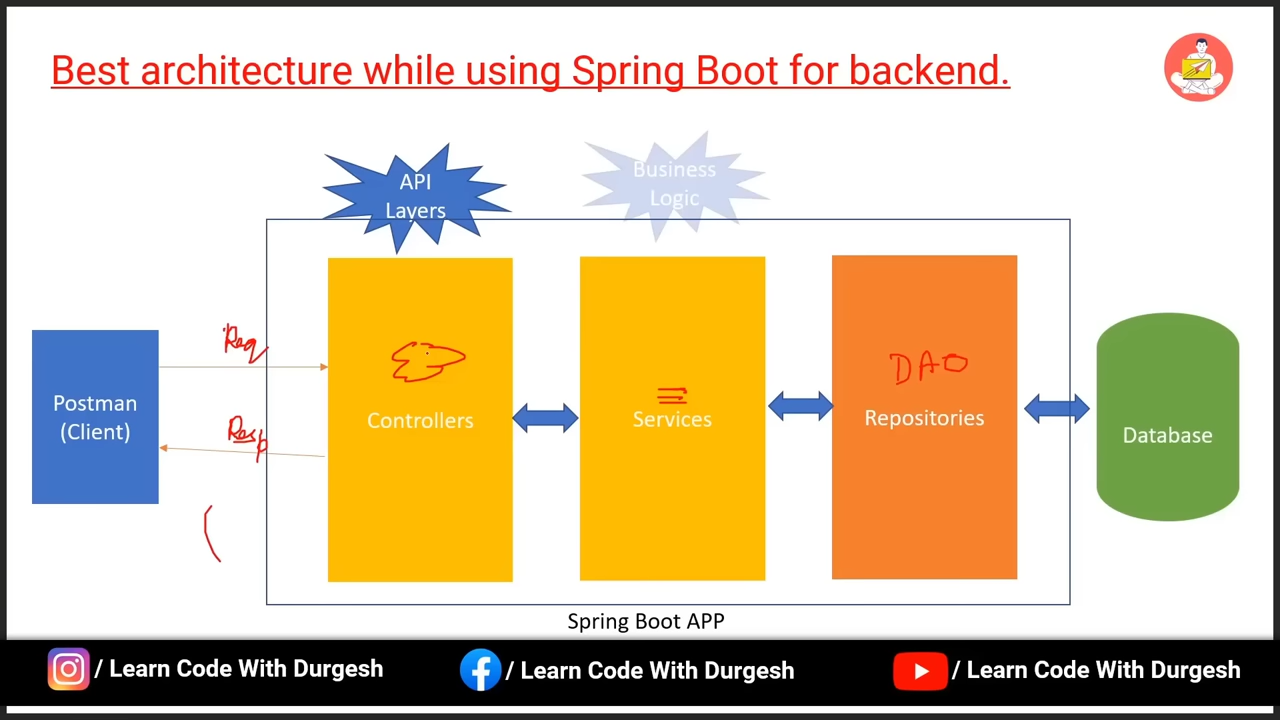 Best architecture while using Spring Boot for backend.
API
Layers
Business
Logic
Req
Resp
Postman
(Client)
Controllers
Services
DAO
Repositories
Database
Spring Boot APP
/ Learn Code With Durgesh
/ Learn Code With Durgesh
/ Learn Code With Durgesh